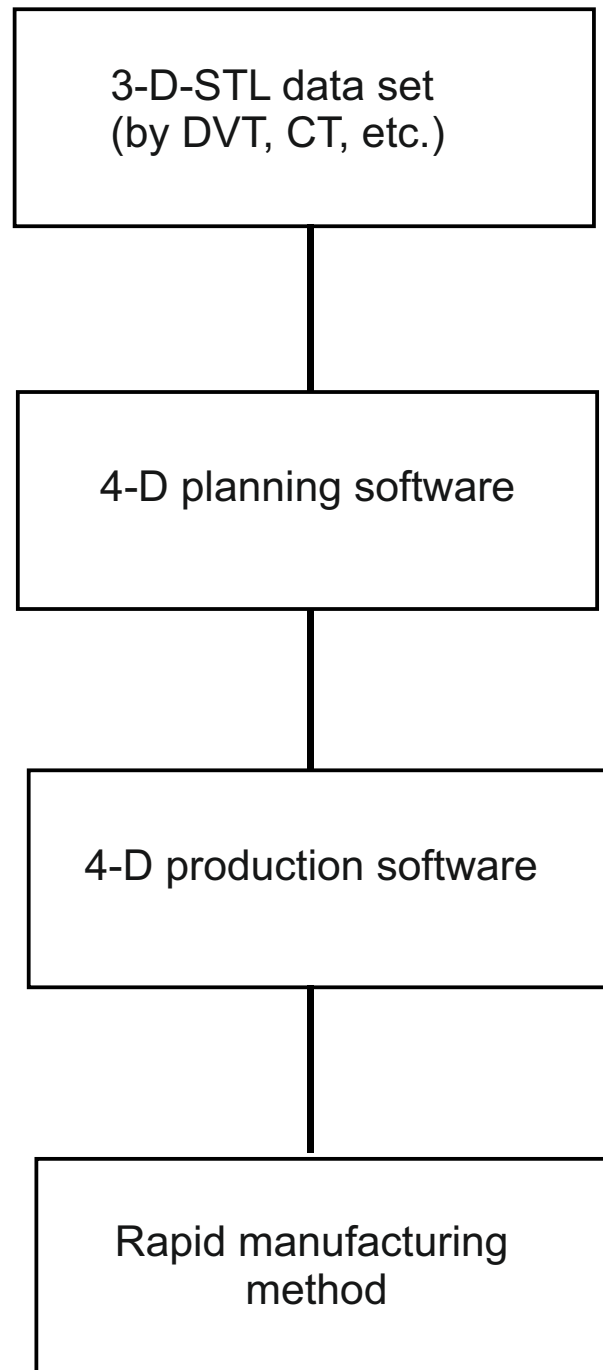 3-D-STL data set
(by DVT, CT, etc.)
4-D planning software
4-D production software
Rapid manufacturing
method